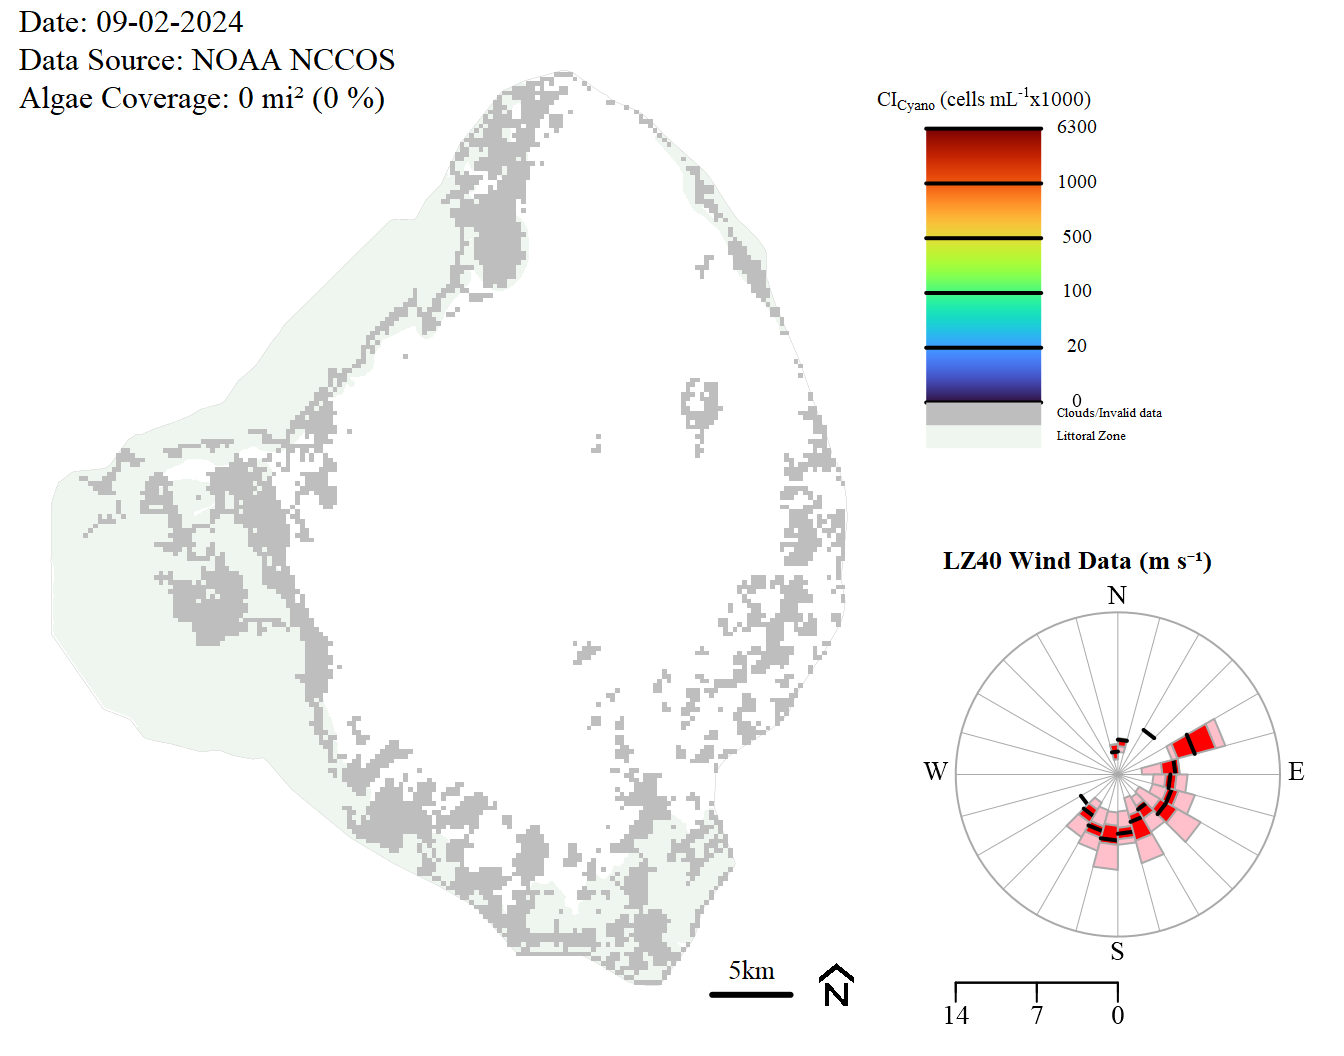 Date: 09-02-2024
Data Source: NOAA NCCOS
Algae Coverage: 0 mi² (0 %)
CICyano (cells mL⁻¹x1000)
6300
1000
500
100
20
0
Clouds/Invalid data
Littoral Zone
LZ40 Wind Data (m s⁻¹)
N
W
E
S
5km
N
14 7 0